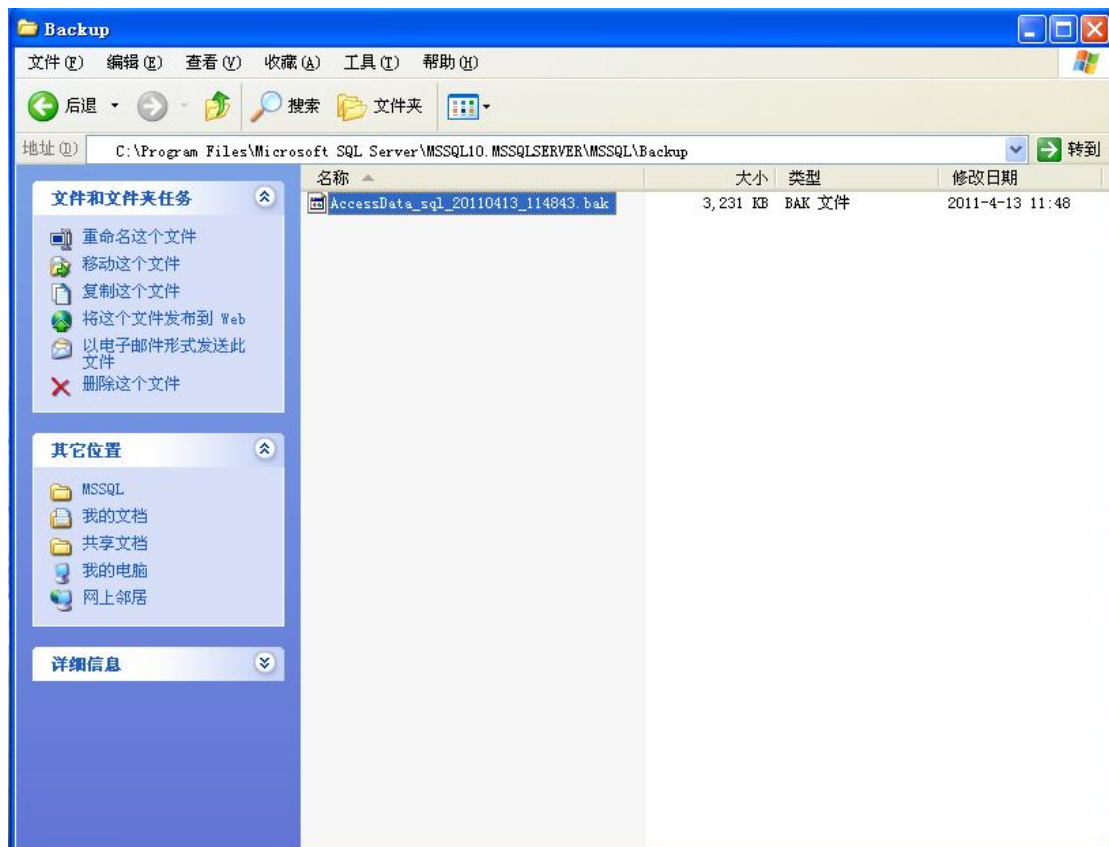 Backup
文件(F) 编辑(E) 查看(V) 收藏(A) 工具(T) 帮助(H)
后退 搜索 文件夹
地址(D) C:\Program Files\Microsoft SQL Server\MSSQL10.MSSQLSERVER\MSSQL\Backup 转到
名称 大小 类型 修改日期
AccessData_sql_20110413_114843.bak 3,231 KB BAK 文件 2011-4-13 11:48
文件和文件夹任务
重命名这个文件
移动这个文件
复制这个文件
将这个文件发布到 Web
以电子邮件形式发送此
文件
删除这个文件
其它位置
MSSQL
我的文档
共享文档
我的电脑
网上邻居
详细信息